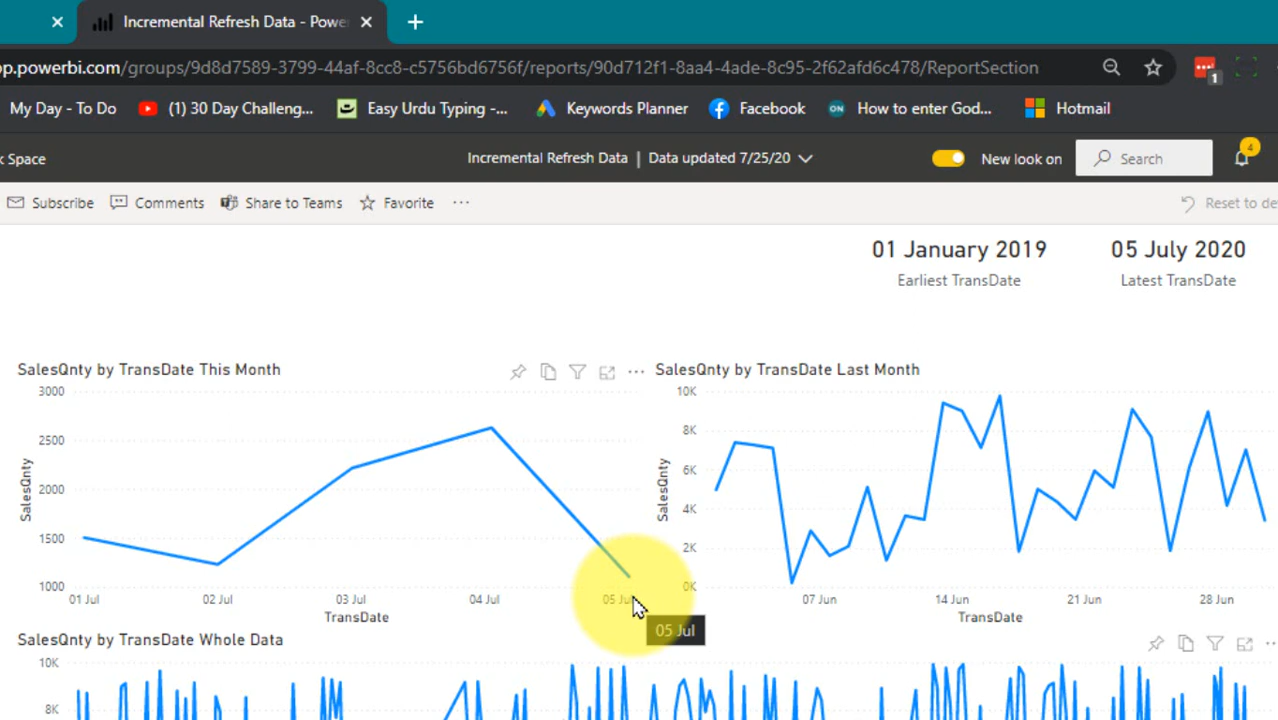 Incremental Refresh Data - Powe
op.powerbi.com/groups/9d8d7589-3799-44af-8cc8-c5756bd6756f/reports/90d712f1-8aa4-4ade-8c95-2f62afd6c478/ReportSection
1
My Day - To Do (1) 30 Day Challeng... Easy Urdu Typing -... Keywords Planner Facebook ON How to enter God... Hotmail
k Space Incremental Refresh Data | Data updated 7/25/20 New look on Search 4
Subscribe Comments Share to Teams Favorite ... Reset to de
01 January 2019 05 July 2020
Earliest TransDate Latest TransDate
SalesQnty by TransDate This Month
3000
2500
2000
1500
1000
SalesQnty
01 Jul 02 Jul 03 Jul 04 Jul 05 Ju
TransDate
05 Jul
SalesQnty by TransDate Last Month
10K
8K
6K
4K
2K
0K
SalesQnty
07 Jun 14 Jun 21 Jun 28 Jun
TransDate
SalesQnty by TransDate Whole Data
10K
8K